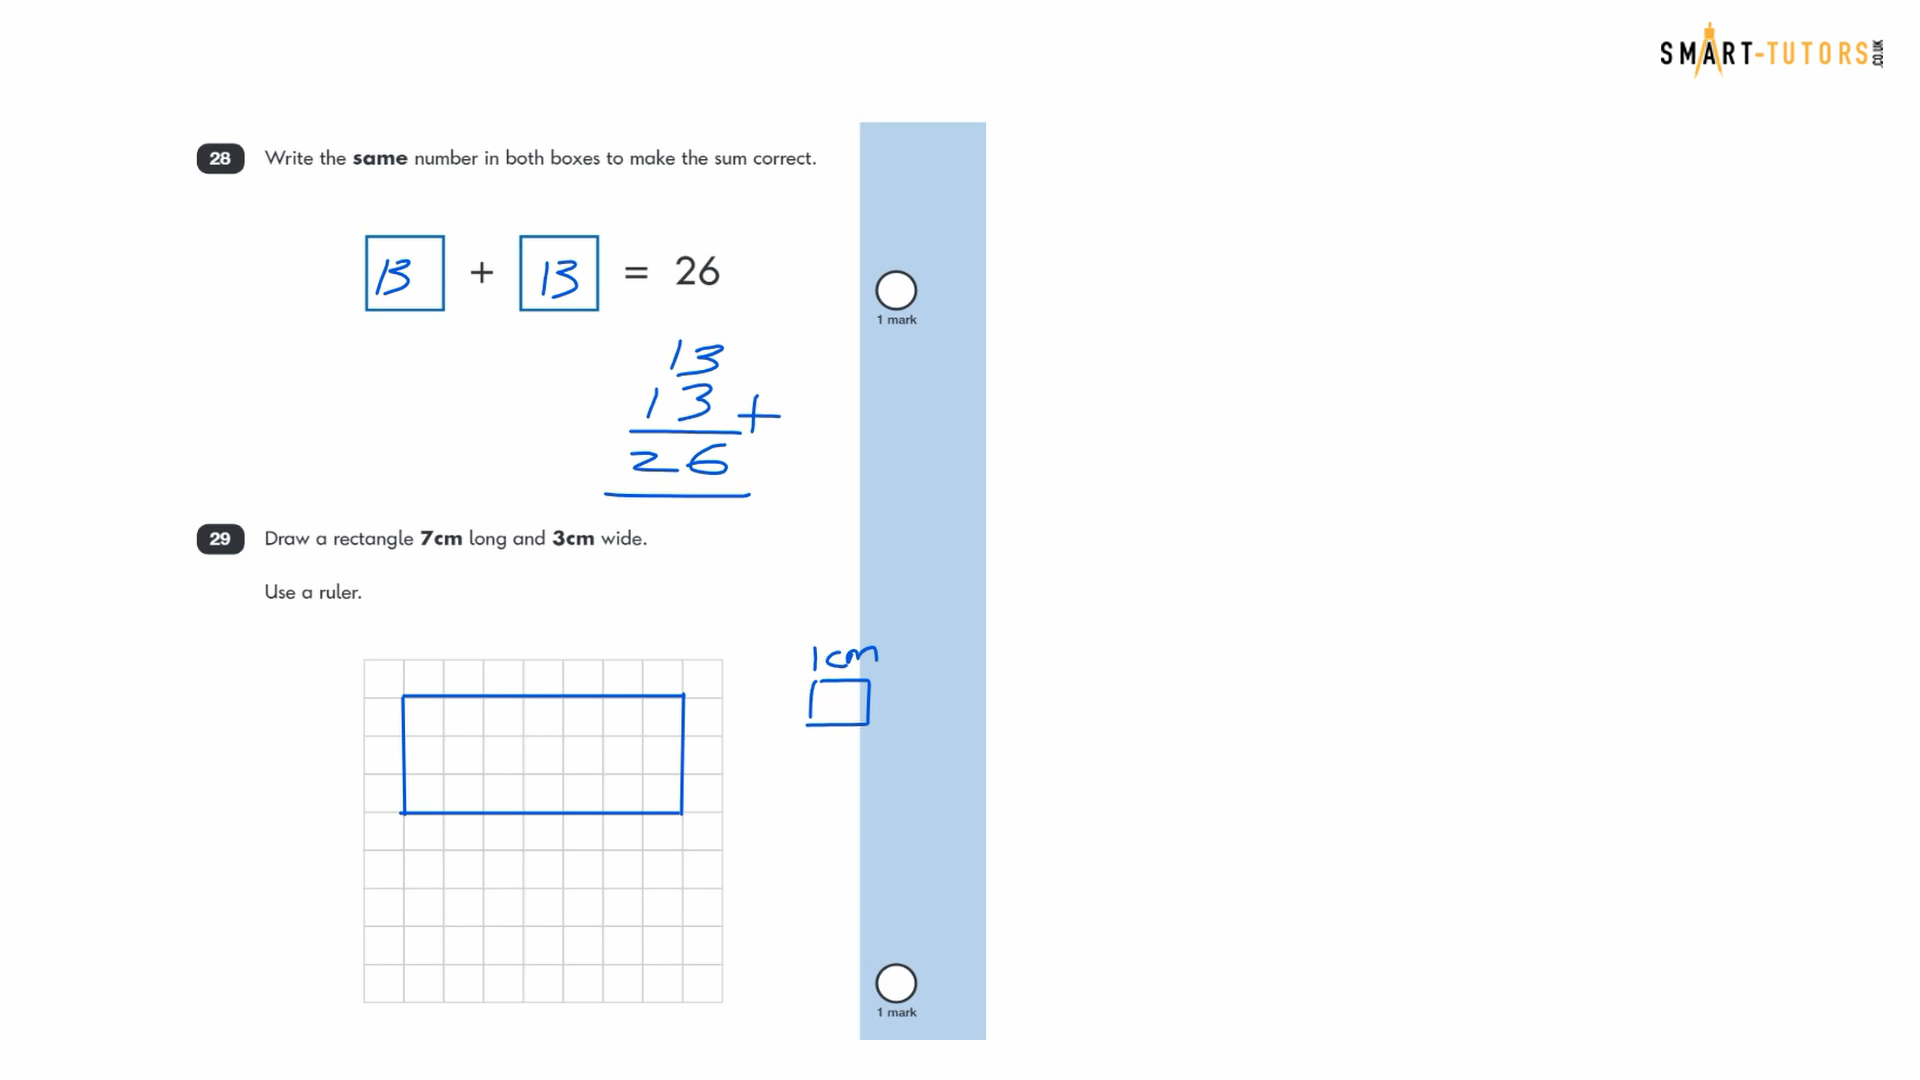 SMART-TUTORS.CO.UK
28 Write the same number in both boxes to make the sum correct.
13 + 13 = 26
1 mark
13
13 +
26
29 Draw a rectangle 7cm long and 3cm wide.
Use a ruler.
1cm
1 mark